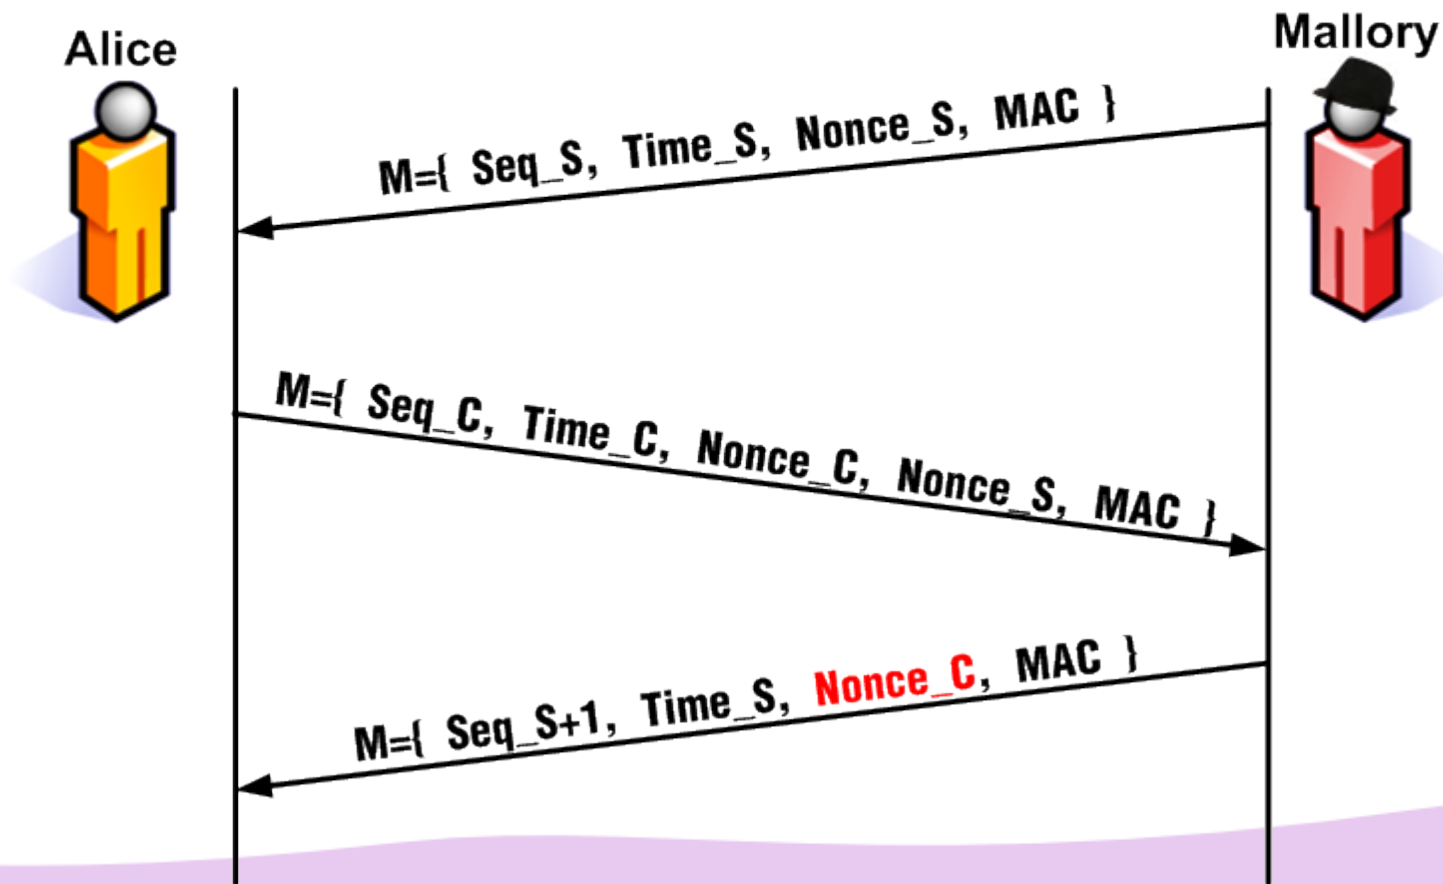 Alice
Mallory
M={ Seq_S, Time_S, Nonce_S, MAC }
M={ Seq_C, Time_C, Nonce_C, Nonce_S, MAC }
M={ Seq_S+1, Time_S, Nonce_C, MAC }